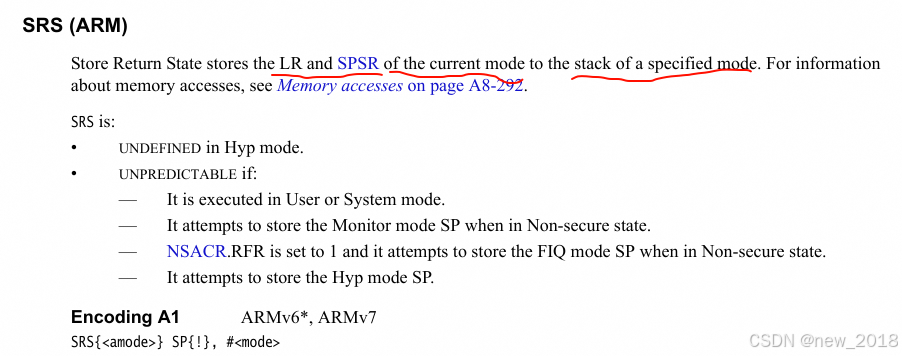 SRS (ARM)
Store Return State stores the LR and SPSR of the current mode to the stack of a specified mode. For information
about memory accesses, see Memory accesses on page A8-292.
SRS is:
• UNDEFINED in Hyp mode.
• UNPREDICTABLE if:
— It is executed in User or System mode.
— It attempts to store the Monitor mode SP when in Non-secure state.
— NSACR.RFR is set to 1 and it attempts to store the FIQ mode SP when in Non-secure state.
— It attempts to store the Hyp mode SP.
Encoding A1 ARMv6*, ARMv7
SRS{<amode>} SP{!}, #<mode>
CSDN @new_2018